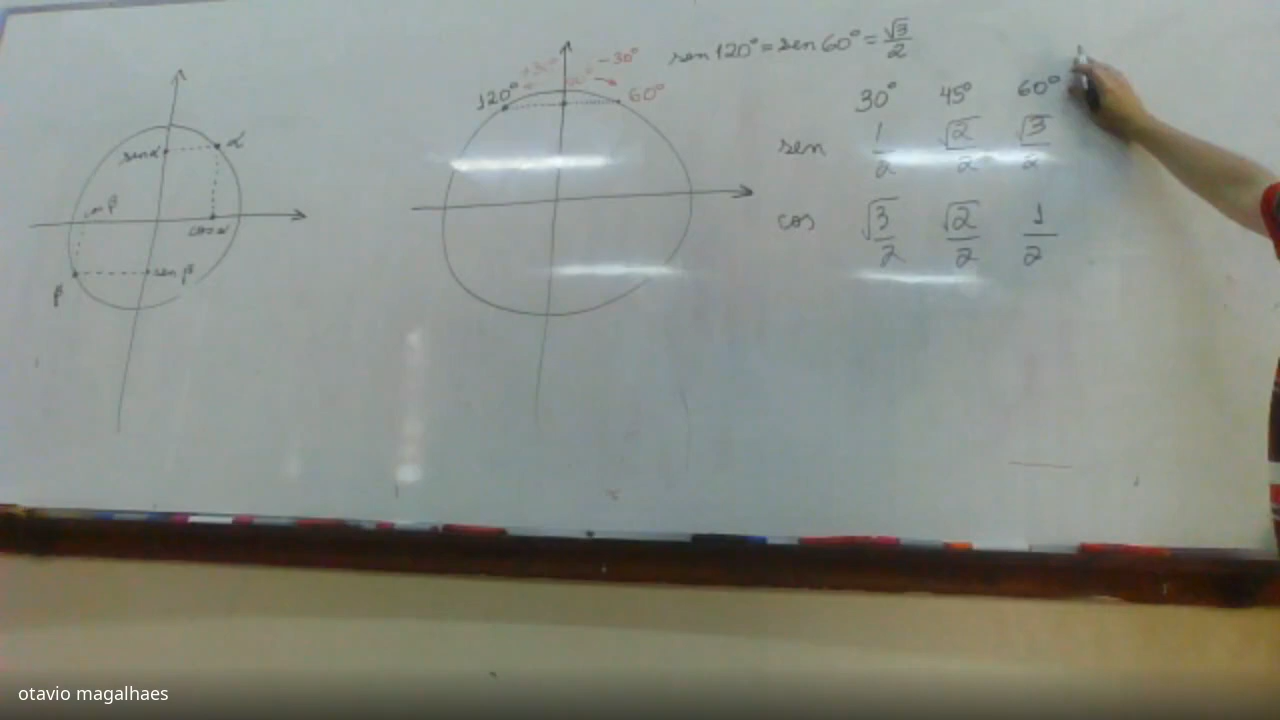 sen 120° = sen 60° = √3/2
120°
-30°
60°
30° 45° 60°
sen 1/2 √2/2 √3/2
cos √3/2 √2/2 1/2
sen α
α
cos α
cos β
sen β
β
otavio magalhaes